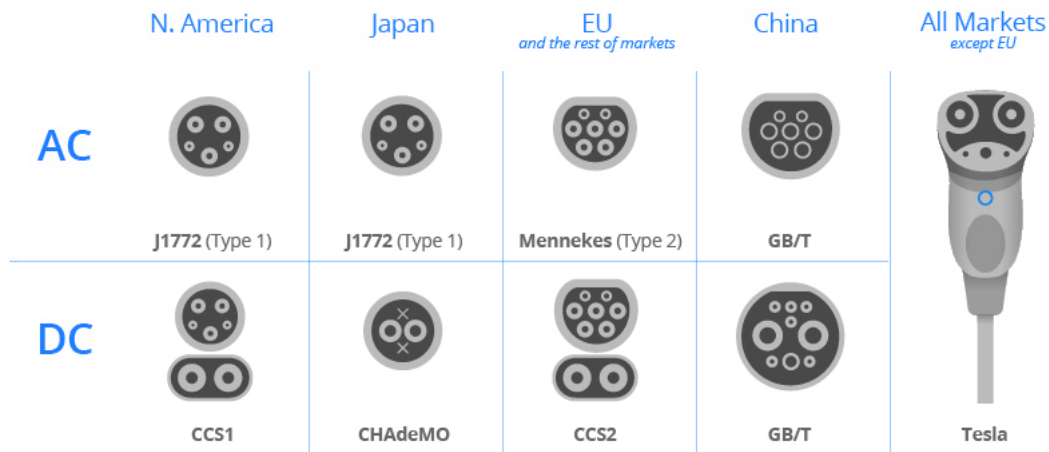 N. America
Japan
EU
and the rest of markets
China
All Markets
except EU
AC
J1772 (Type 1)
J1772 (Type 1)
Mennekes (Type 2)
GB/T
DC
CCS1
CHAdeMO
CCS2
GB/T
Tesla